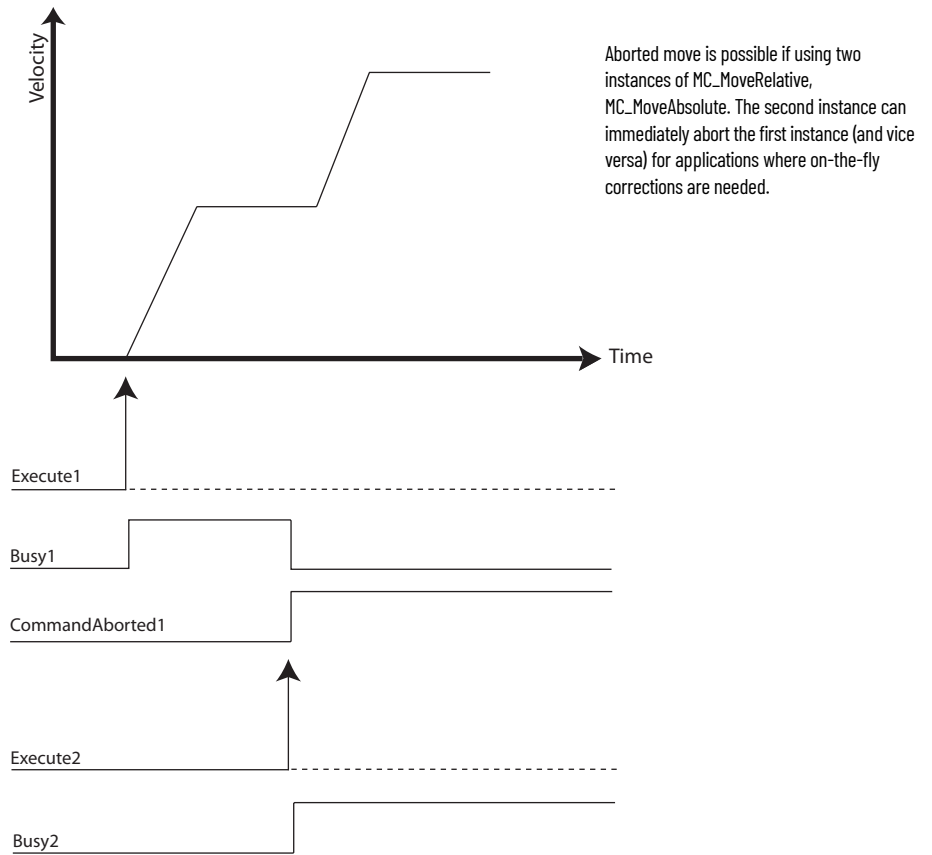 Velocity
Aborted move is possible if using two
instances of MC_MoveRelative,
MC_MoveAbsolute. The second instance can
immediately abort the first instance (and vice
versa) for applications where on-the-fly
corrections are needed.
Time
Execute1
Busy1
CommandAborted1
Execute2
Busy2